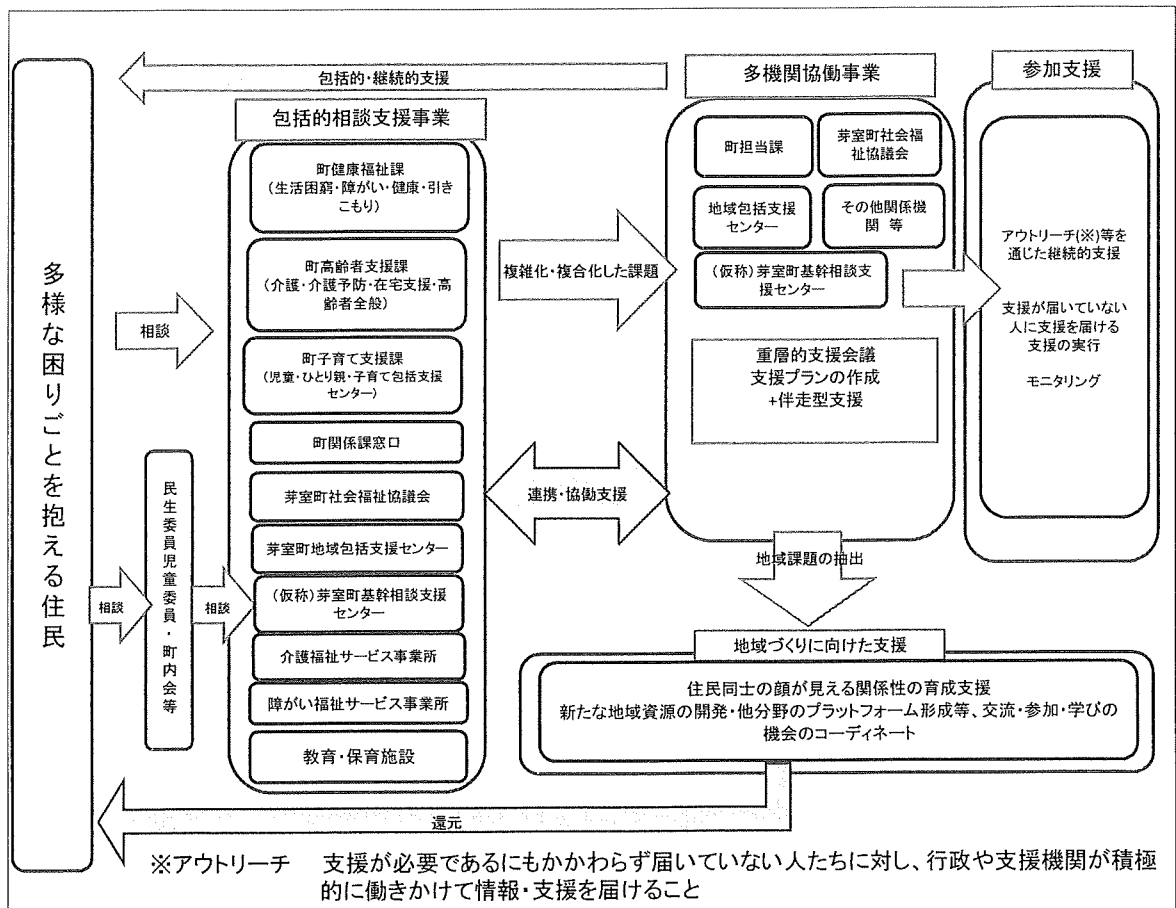 多様な困りごとを抱える住民
包括的・継続的支援
相談
相談
民生委員児童委員・町内会等
相談
包括的相談支援事業
町健康福祉課
(生活困窮・障がい・健康・引き
こもり)
町高齢者支援課
(介護・介護予防・在宅支援・高
齢者全般)
町子育て支援課
(児童・ひとり親・子育て包括支援
センター)
町関係課窓口
芽室町社会福祉協議会
芽室町地域包括支援センター
(仮称)芽室町基幹相談支援
センター
介護福祉サービス事業所
障がい福祉サービス事業所
教育・保育施設
複雑化・複合化した課題
連携・協働支援
多機関協働事業
町担当課
芽室町社会福
祉協議会
地域包括支援
センター
その他関係機
関 等
(仮称)芽室町基幹相談支
援センター
重層的支援会議
支援プランの作成
+伴走型支援
参加支援
アウトリーチ(※)等を
通じた継続的支援
支援が届いていない
人に支援を届ける
支援の実行
モニタリング
地域課題の抽出
地域づくりに向けた支援
住民同士の顔が見える関係性の育成支援
新たな地域資源の開発・他分野のプラットフォーム形成等、交流・参加・学びの
機会のコーディネート
還元
※アウトリーチ 支援が必要であるにもかかわらず届いていない人たちに対し、行政や支援機関が積極
的に働きかけて情報・支援を届けること